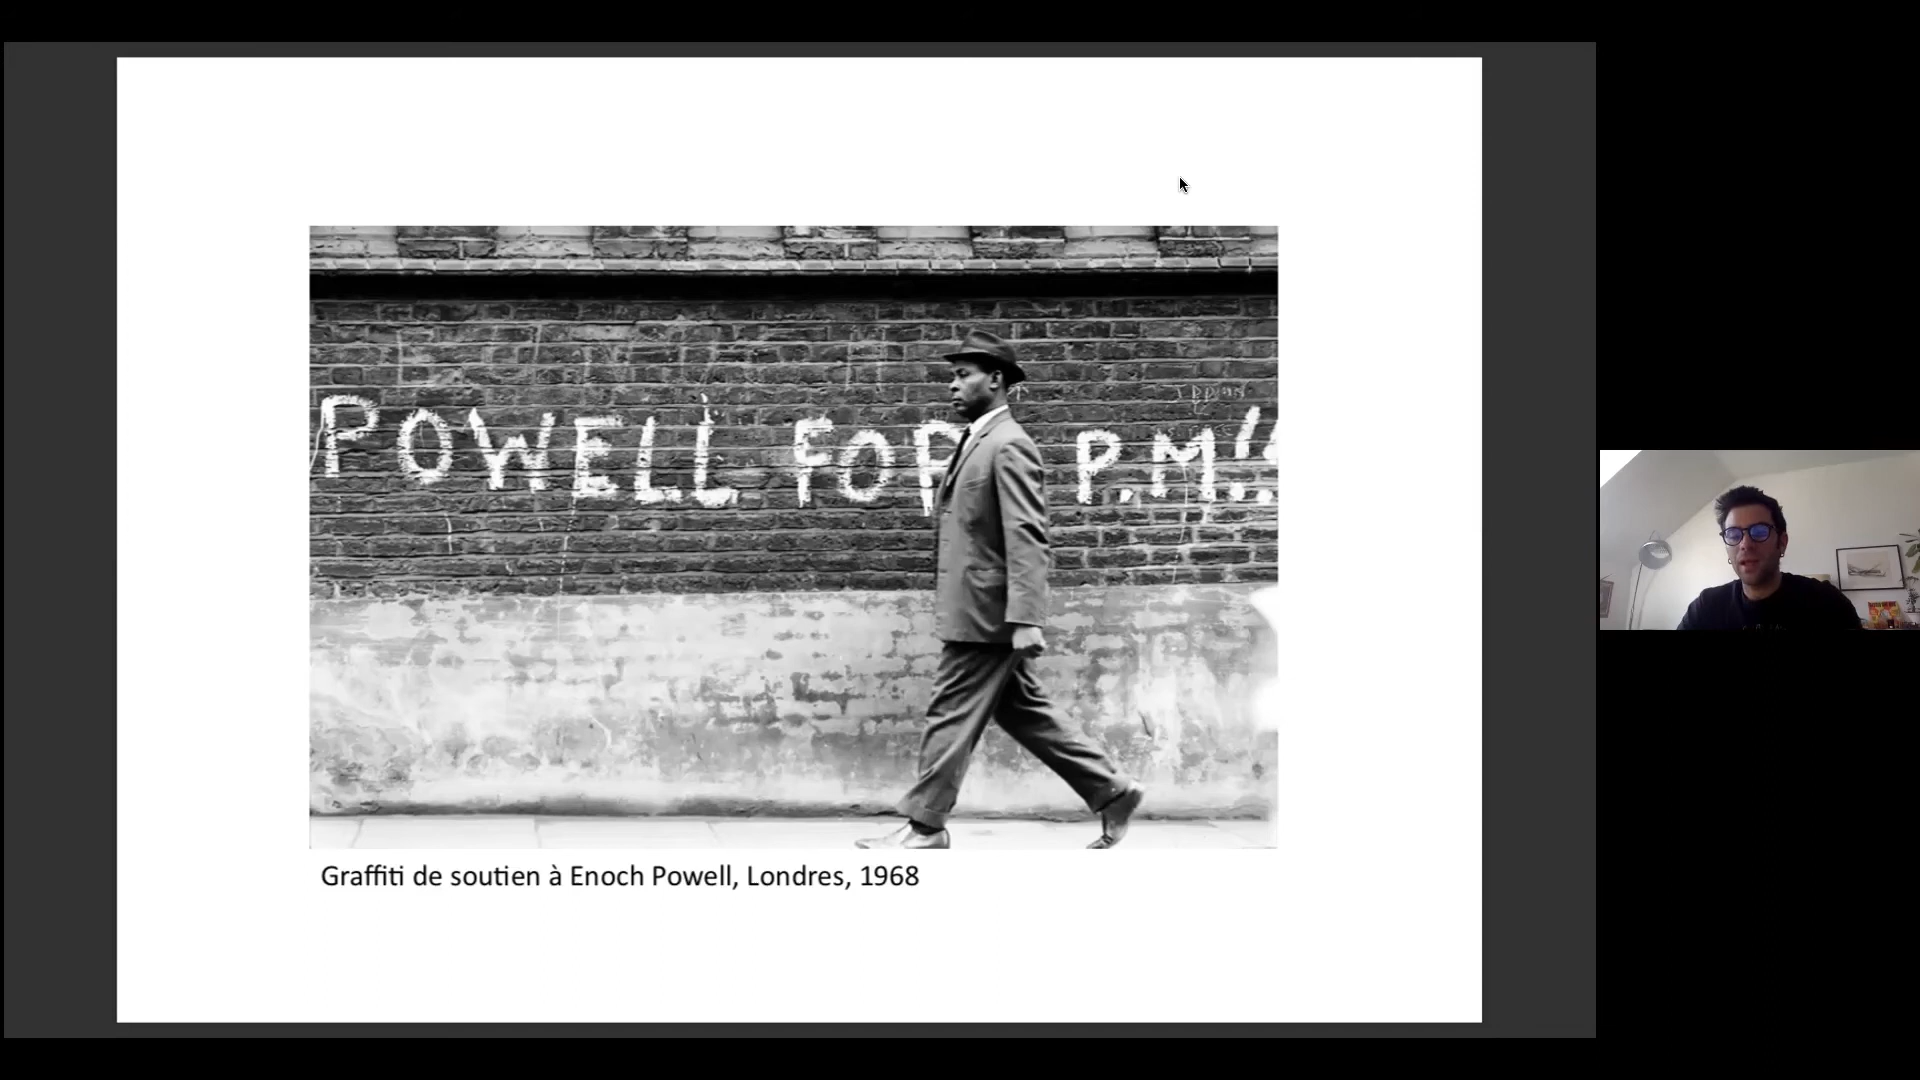 POWELL FOR P.M!!
Graffiti de soutien à Enoch Powell, Londres, 1968